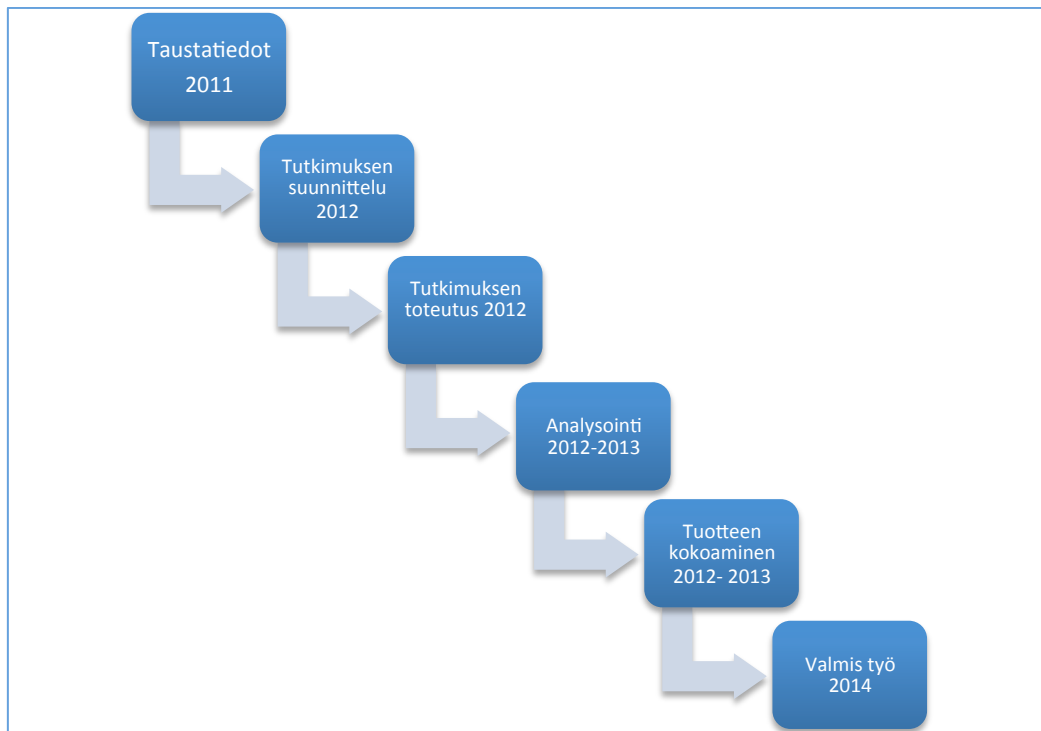 Taustatiedot
2011
Tutkimuksen
suunnittelu
2012
Tutkimuksen
toteutus 2012
Analysointi
2012-2013
Tuotteen
kokoaminen
2012- 2013
Valmis työ
2014